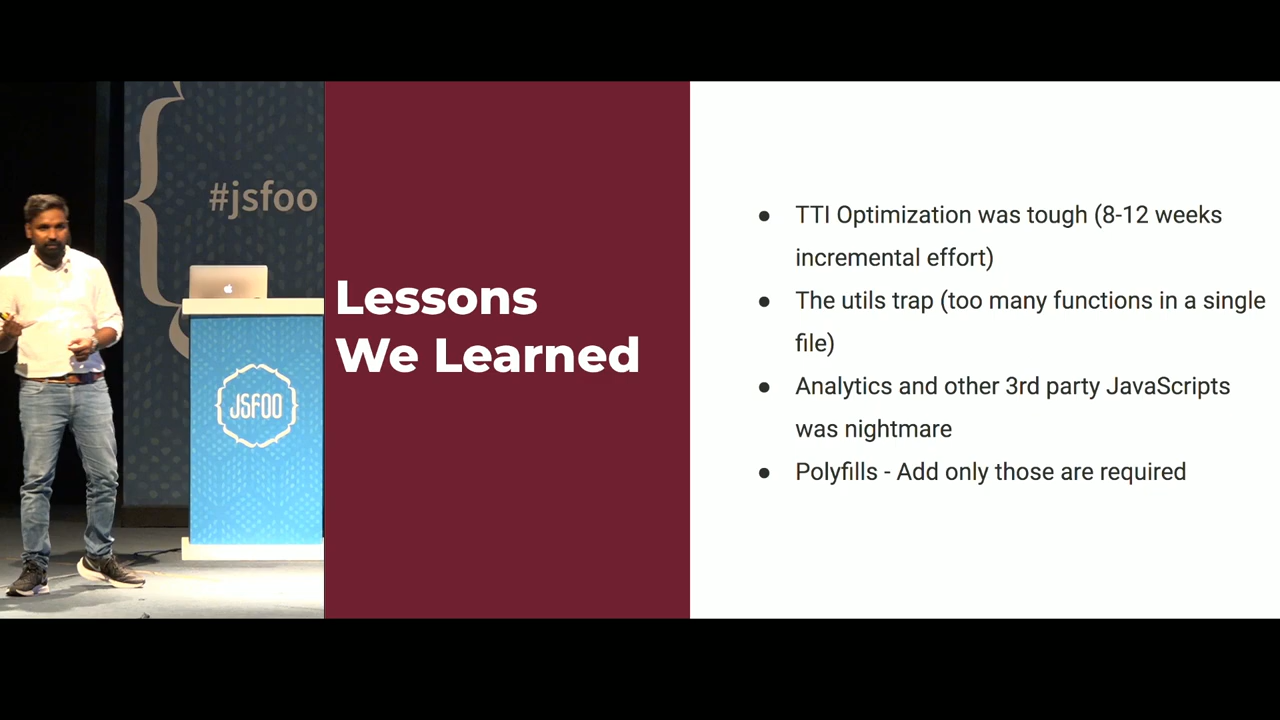 #jsfoo
JSFOO
Lessons
We Learned
● TTI Optimization was tough (8-12 weeks
incremental effort)
● The utils trap (too many functions in a single
file)
● Analytics and other 3rd party JavaScripts
was nightmare
● Polyfills - Add only those are required